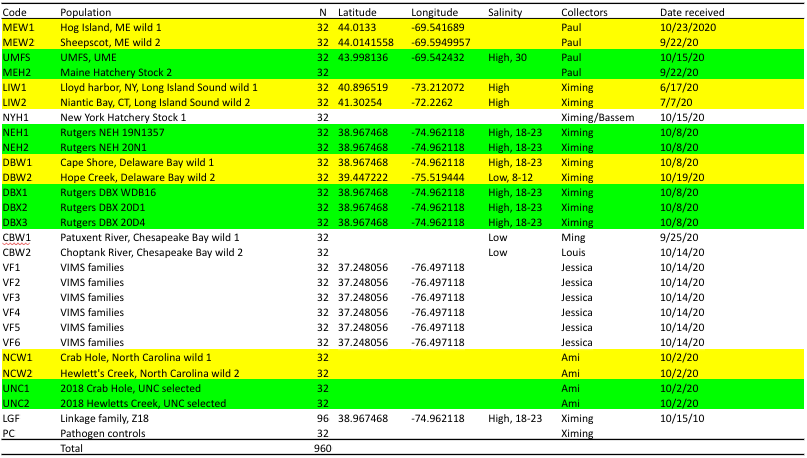 Code Population N Latitude Longitude Salinity Collectors Date received
MEW1 Hog Island, ME wild 1 32 44.0133 -69.541689 Paul 10/23/2020
MEW2 Sheepscot, ME wild 2 32 44.0141558 -69.5949957 Paul 9/22/20
UMFS UMFS, UME 32 43.998136 -69.542432 High, 30 Paul 10/15/20
MEH2 Maine Hatchery Stock 2 32 Paul 9/22/20
LIW1 Lloyd harbor, NY, Long Island Sound wild 1 32 40.896519 -73.212072 High Ximing 6/17/20
LIW2 Niantic Bay, CT, Long Island Sound wild 2 32 41.30254 -72.2262 High Ximing 7/7/20
NYH1 New York Hatchery Stock 1 32 Ximing/Bassem 10/15/20
NEH1 Rutgers NEH 19N1357 32 38.967468 -74.962118 High, 18-23 Ximing 10/8/20
NEH2 Rutgers NEH 20N1 32 38.967468 -74.962118 High, 18-23 Ximing 10/8/20
DBW1 Cape Shore, Delaware Bay wild 1 32 38.967468 -74.962118 High, 18-23 Ximing 10/8/20
DBW2 Hope Creek, Delaware Bay wild 2 32 39.447222 -75.519444 Low, 8-12 Ximing 10/19/20
DBX1 Rutgers DBX WDB16 32 38.967468 -74.962118 High, 18-23 Ximing 10/8/20
DBX2 Rutgers DBX 20D1 32 38.967468 -74.962118 High, 18-23 Ximing 10/8/20
DBX3 Rutgers DBX 20D4 32 38.967468 -74.962118 High, 18-23 Ximing 10/8/20
CBW1 Patuxent River, Chesapeake Bay wild 1 32 Low Ming 9/25/20
CBW2 Choptank River, Chesapeake Bay wild 2 32 Low Louis 10/14/20
VF1 VIMS families 32 37.248056 -76.497118 Jessica 10/14/20
VF2 VIMS families 32 37.248056 -76.497118 Jessica 10/14/20
VF3 VIMS families 32 37.248056 -76.497118 Jessica 10/14/20
VF4 VIMS families 32 37.248056 -76.497118 Jessica 10/14/20
VF5 VIMS families 32 37.248056 -76.497118 Jessica 10/14/20
VF6 VIMS families 32 37.248056 -76.497118 Jessica 10/14/20
NCW1 Crab Hole, North Carolina wild 1 32 Ami 10/2/20
NCW2 Hewlett's Creek, North Carolina wild 2 32 Ami 10/2/20
UNC1 2018 Crab Hole, UNC selected 32 Ami 10/2/20
UNC2 2018 Hewletts Creek, UNC selected 32 Ami 10/2/20
LGF Linkage family, Z18 96 38.967468 -74.962118 High, 18-23 Ximing 10/15/10
PC Pathogen controls 32 Ximing
Total 960